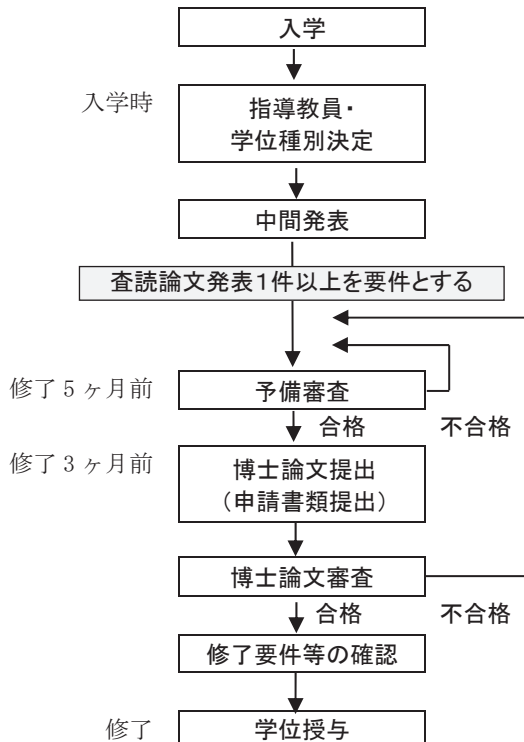 入学
入学時
指導教員・
学位種別決定
中間発表
査読論文発表1件以上を要件とする
修了5ヶ月前
予備審査
合格
不合格
修了3ヶ月前
博士論文提出
（申請書類提出）
博士論文審査
合格
不合格
修了要件等の確認
修了
学位授与